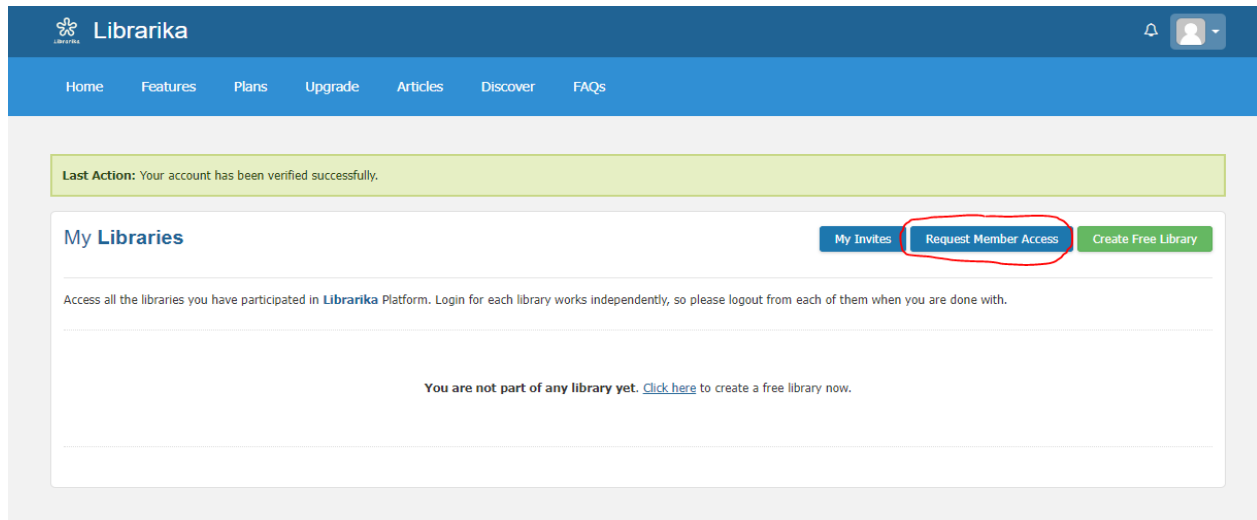 Librarika
Librarika
Home Features Plans Upgrade Articles Discover FAQs
Last Action: Your account has been verified successfully.
My Libraries
My Invites Request Member Access Create Free Library
Access all the libraries you have participated in Librarika Platform. Login for each library works independently, so please logout from each of them when you are done with.
You are not part of any library yet. Click here to create a free library now.